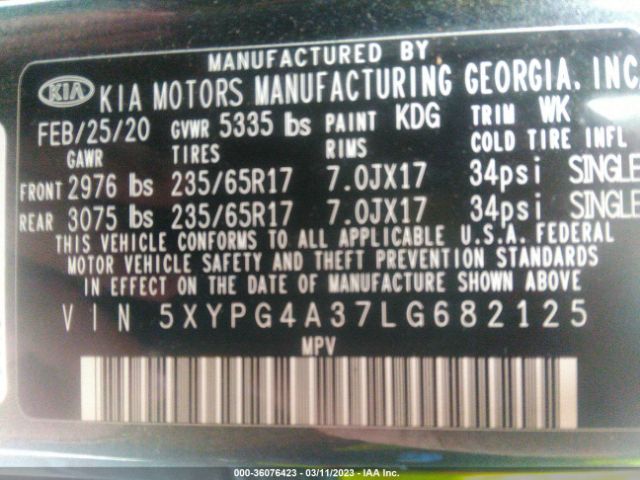 MANUFACTURED BY
KIA KIA MOTORS MANUFACTURING GEORGIA, INC
FEB/25/20 GVWR 5335 lbs PAINT KDG TRIM WK
GAWR TIRES RIMS COLD TIRE INFL
FRONT 2976 lbs 235/65R17 7.0JX17 34psi SINGLE
REAR 3075 lbs 235/65R17 7.0JX17 34psi SINGLE
THIS VEHICLE CONFORMS TO ALL APPLICABLE U.S.A. FEDERAL
MOTOR VEHICLE SAFETY AND THEFT PREVENTION STANDARDS
IN EFFECT ON THE DATE OF MANUFACTURE SHOWN ABOVE
VIN 5XYPG4A37LG682125
MPV
000-36076423 - 03/11/2023 - IAA Inc.